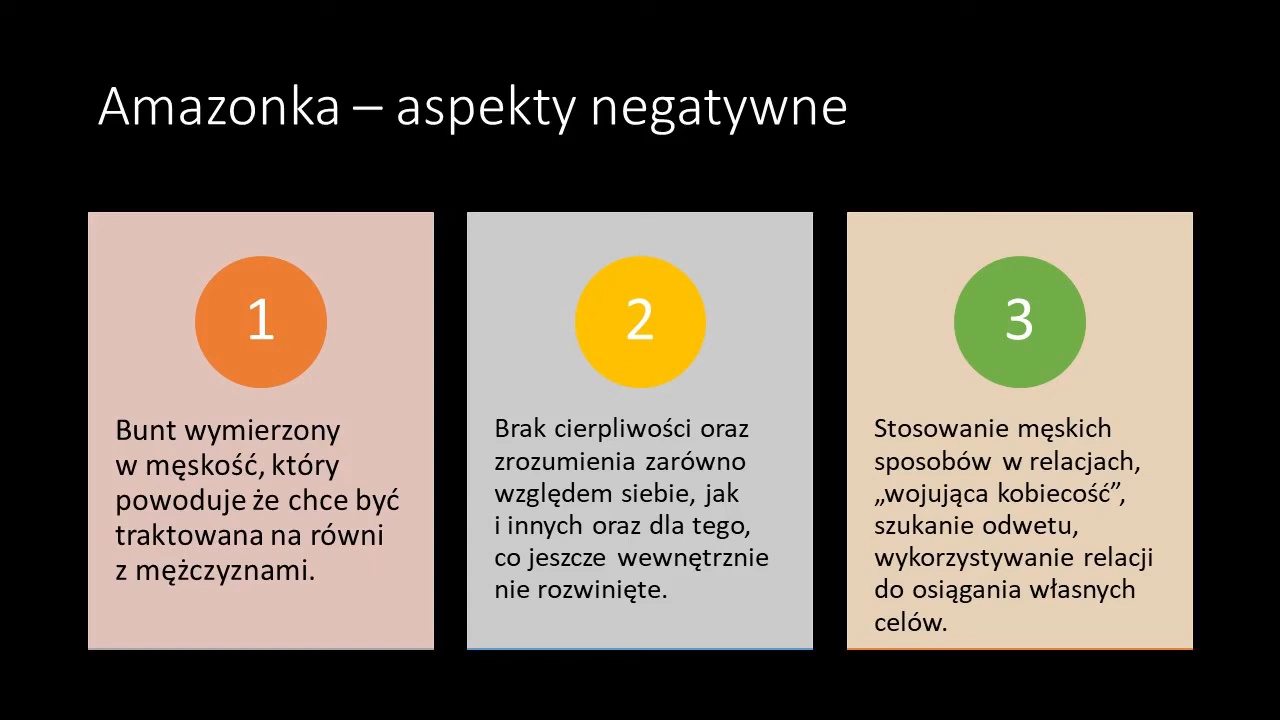 Amazonka – aspekty negatywne
1
Bunt wymierzony
w męskość, który
powoduje że chce być
traktowana na równi
z mężczyznami.
2
Brak cierpliwości oraz
zrozumienia zarówno
względem siebie, jak
i innych oraz dla tego,
co jeszcze wewnętrznie
nie rozwinięte.
3
Stosowanie męskich
sposobów w relacjach,
„wojująca kobiecość”,
szukanie odwetu,
wykorzystywanie relacji
do osiągania własnych
celów.